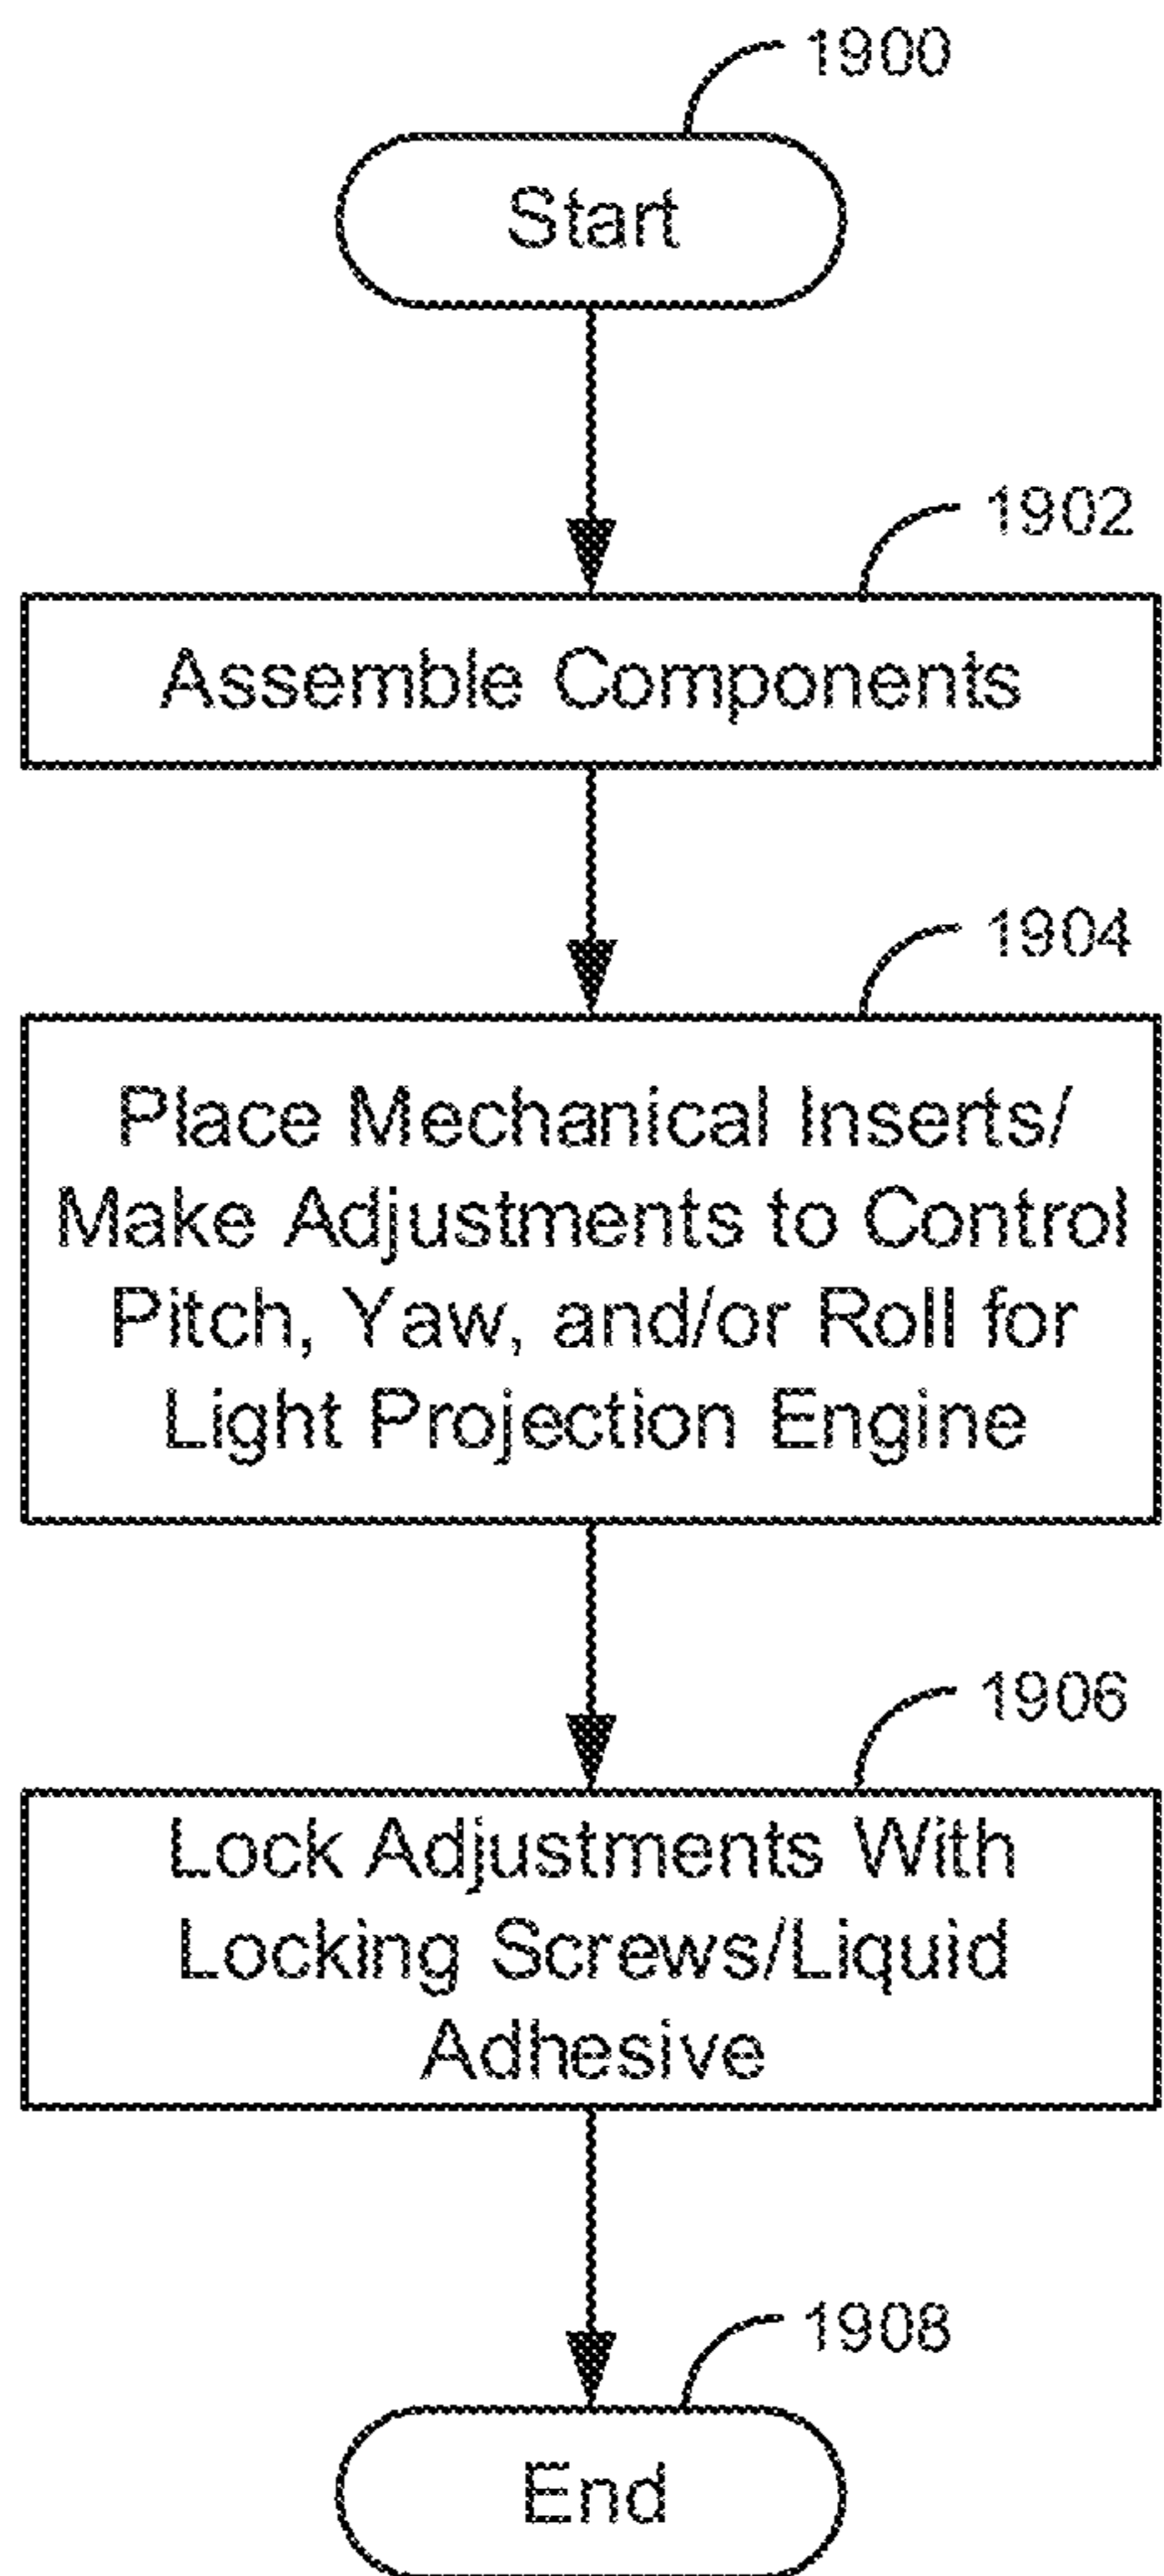 1900
Start
1902
Assemble Components
1904
Place Mechanical Inserts/
Make Adjustments to Control
Pitch, Yaw, and/or Roll for
Light Projection Engine
1906
Lock Adjustments With
Locking Screws/Liquid
Adhesive
1908
End